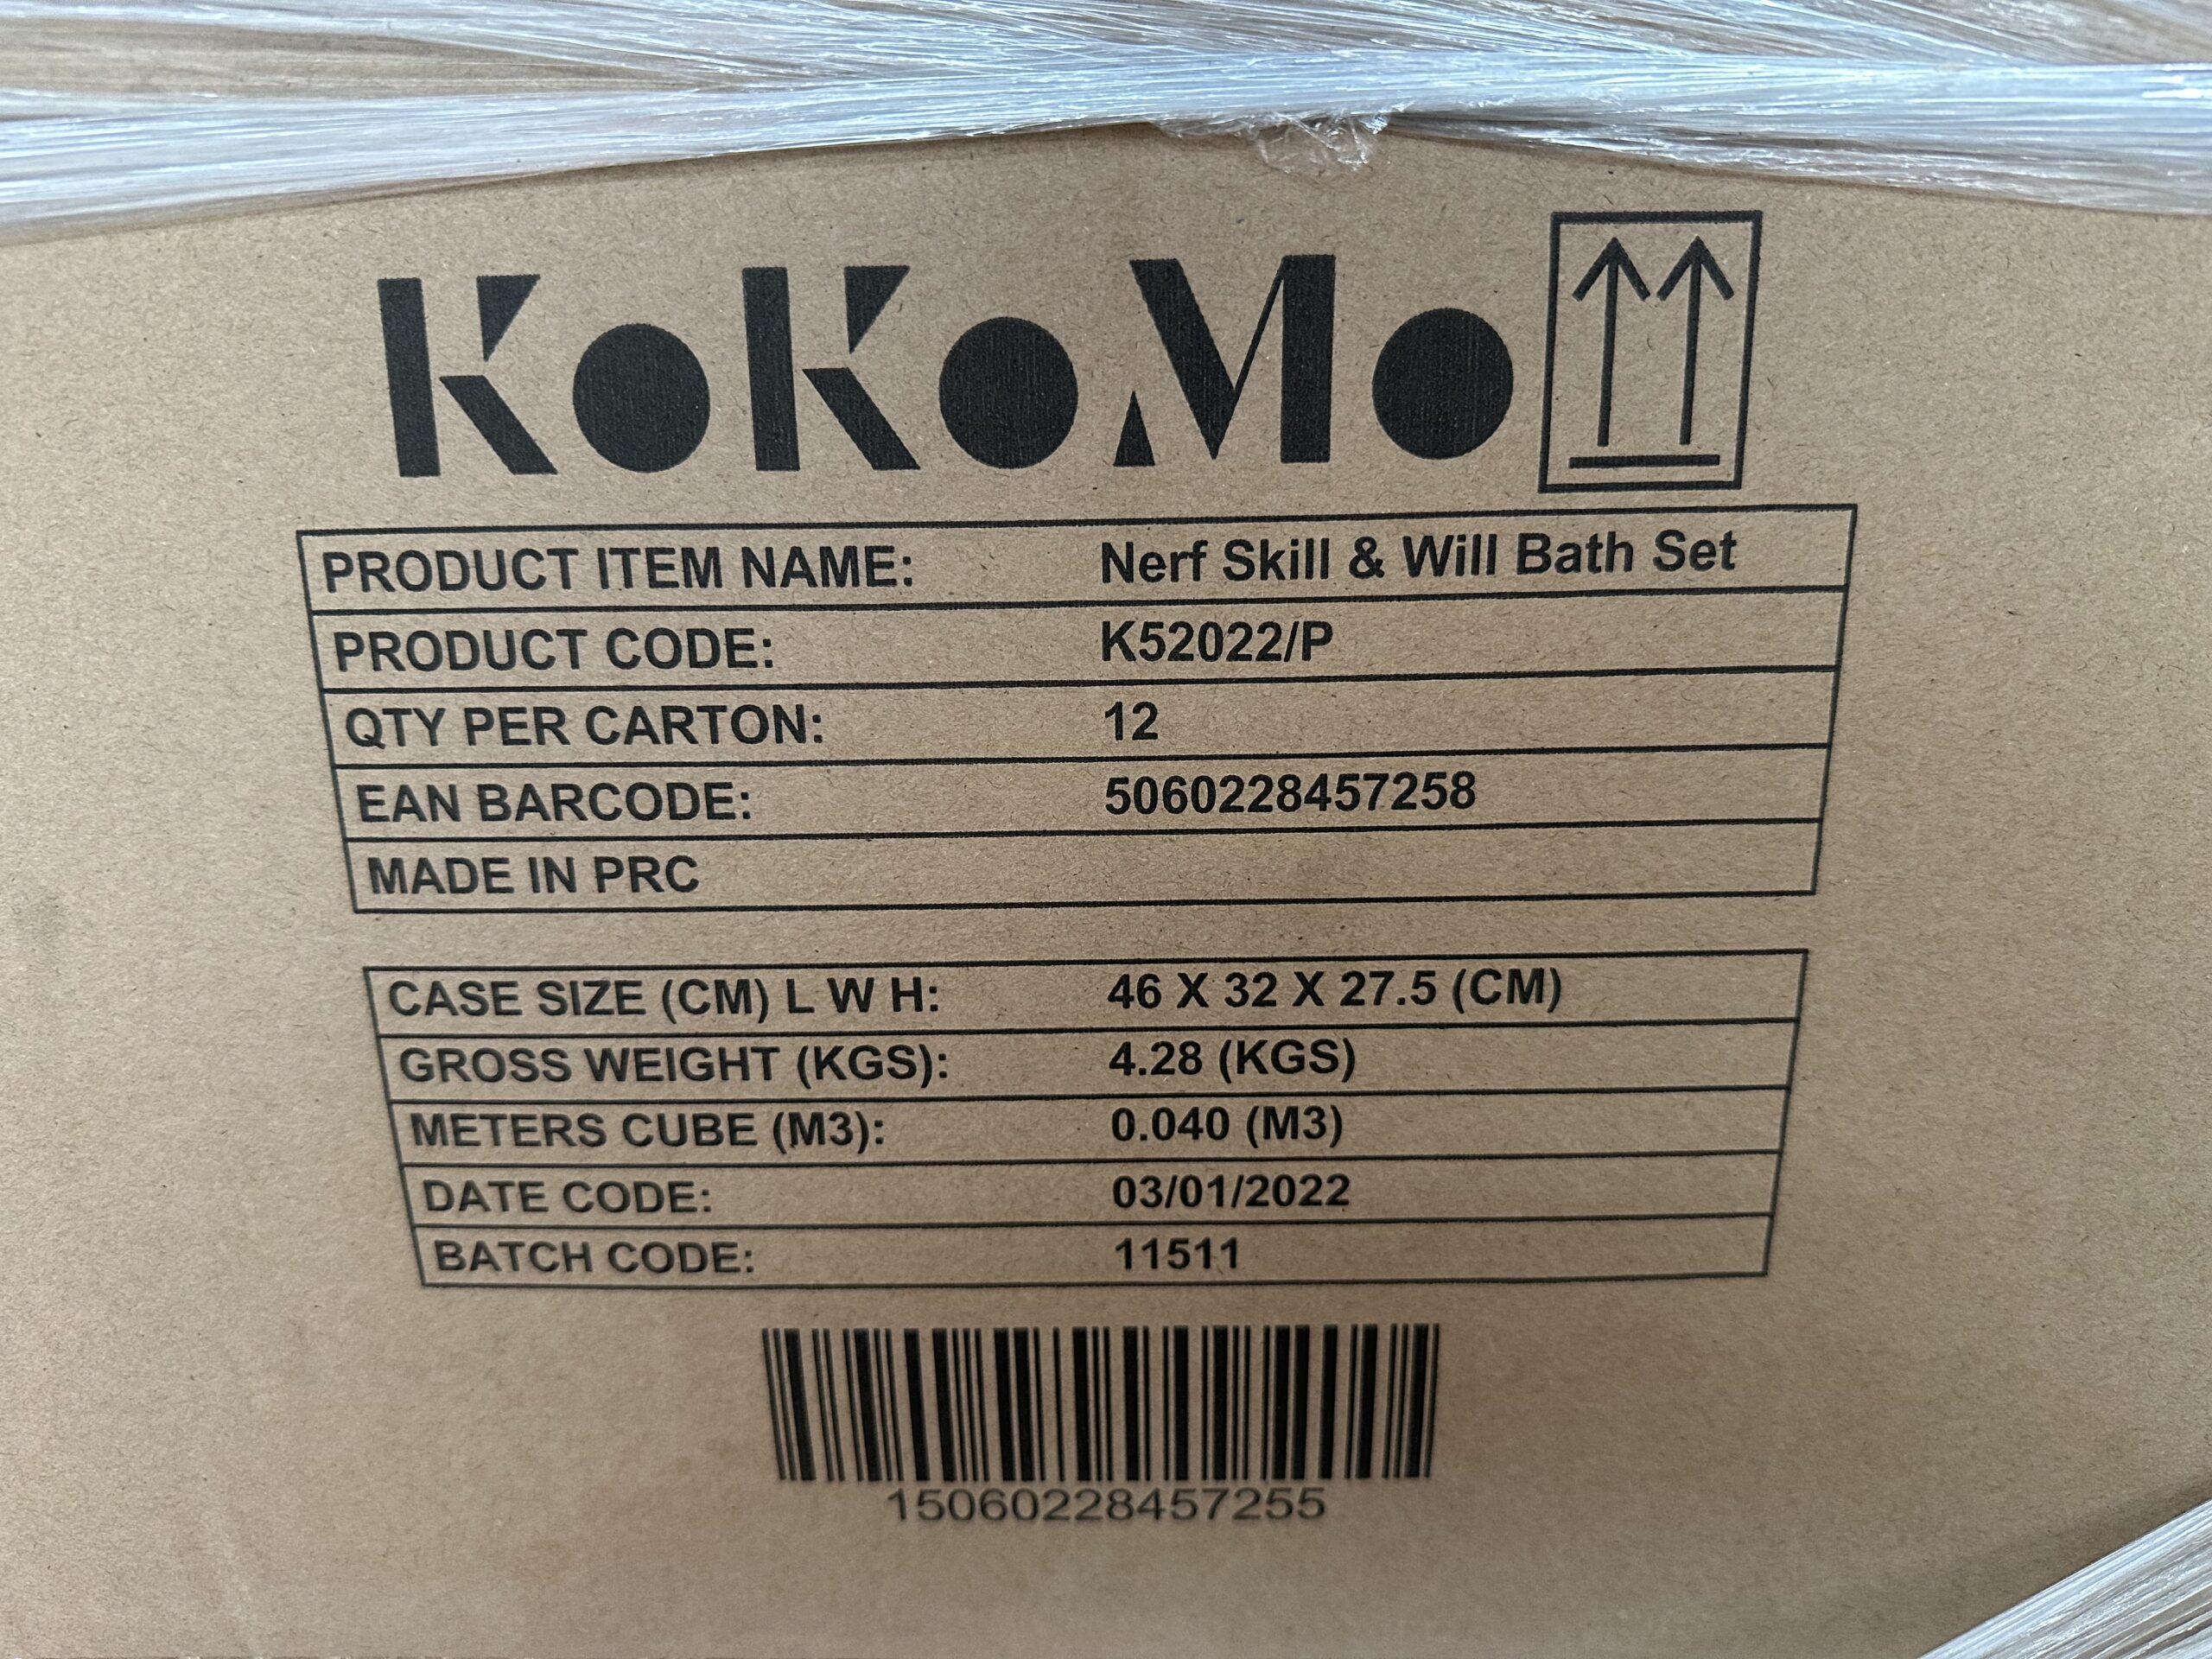 KoKoMo
PRODUCT ITEM NAME: Nerf Skill & Will Bath Set
PRODUCT CODE: K52022/P
QTY PER CARTON: 12
EAN BARCODE: 5060228457258
MADE IN PRC
CASE SIZE (CM) L W H: 46 X 32 X 27.5 (CM)
GROSS WEIGHT (KGS): 4.28 (KGS)
METERS CUBE (M3): 0.040 (M3)
DATE CODE: 03/01/2022
BATCH CODE: 11511
15060228457255